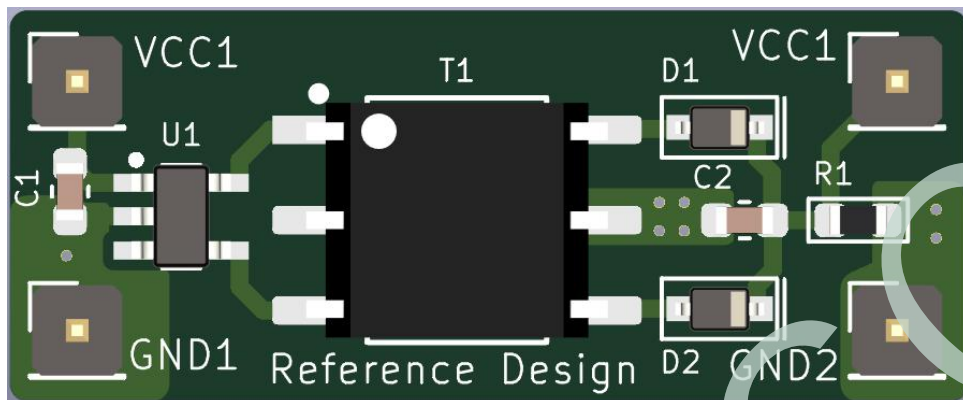 VCC1
T1
D1
VCC1
U1
C1
C2
R1
GND1
Reference Design
D2
GND2